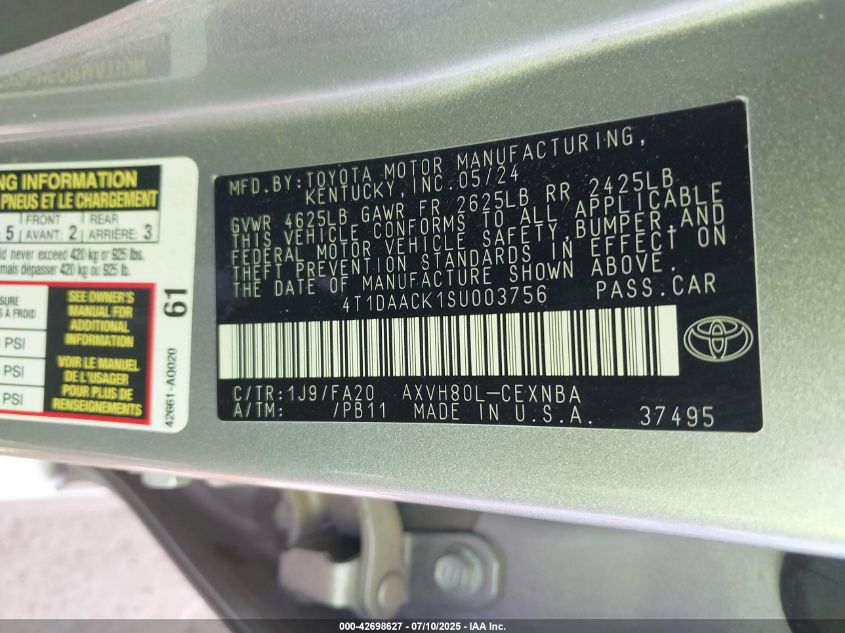 NG INFORMATION
PNEUS ET LE CHARGEMENT
5 FRONT REAR
AVANT: 2 ARRIÈRE: 3
never exceed 420 kg or 925 lbs.
mais dépasser 420 kg ou 925 lb.
SURE
S A FROID
PSI
PSI
PSI
SEE OWNER'S
MANUAL FOR
ADDITIONAL
INFORMATION
VOIR LE MANUEL
DE L'USAGER
POUR PLUS DE
RENSEIGNEMENTS
61
42661-A0020
MFD.BY:TOYOTA MOTOR MANUFACTURING,
KENTUCKY,INC.05/24
GVWR 4625LB GAWR FR 2625LB RR 2425LB
THIS VEHICLE CONFORMS TO ALL APPLICABLE
FEDERAL MOTOR VEHICLE SAFETY,BUMPER,AND
THEFT PREVENTION STANDARDS IN EFFECT ON
THE DATE OF MANUFACTURE SHOWN ABOVE.
4T1DAACK1SU003756 PASS.CAR
C/TR:1J9/FA20 AXVH80L-CEXNBA
A/TM: /PB11 MADE IN U.S.A. 37495
000-42698627 - 07/10/2025 - IAA Inc.